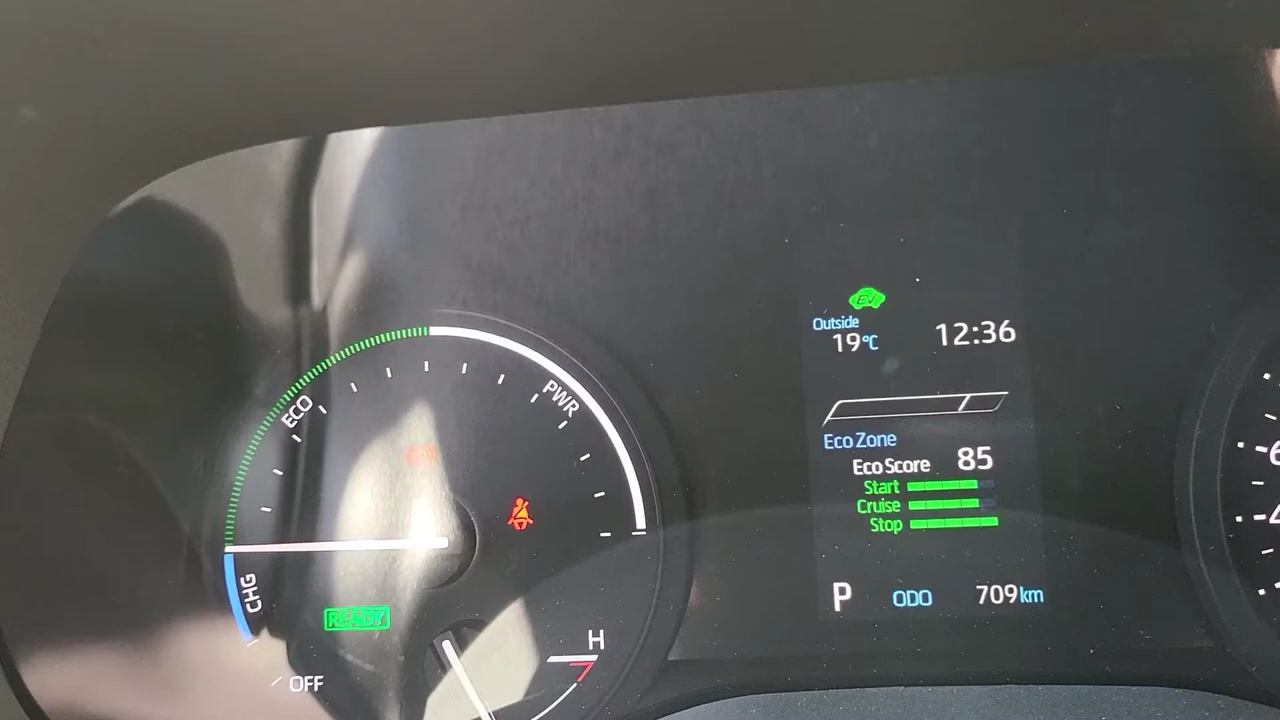 EV
Outside
19°C 12:36
PWR
ECO
Eco Zone
Eco Score 85
Start
Cruise
Stop
CHG
READY
P ODO 709km
H
OFF